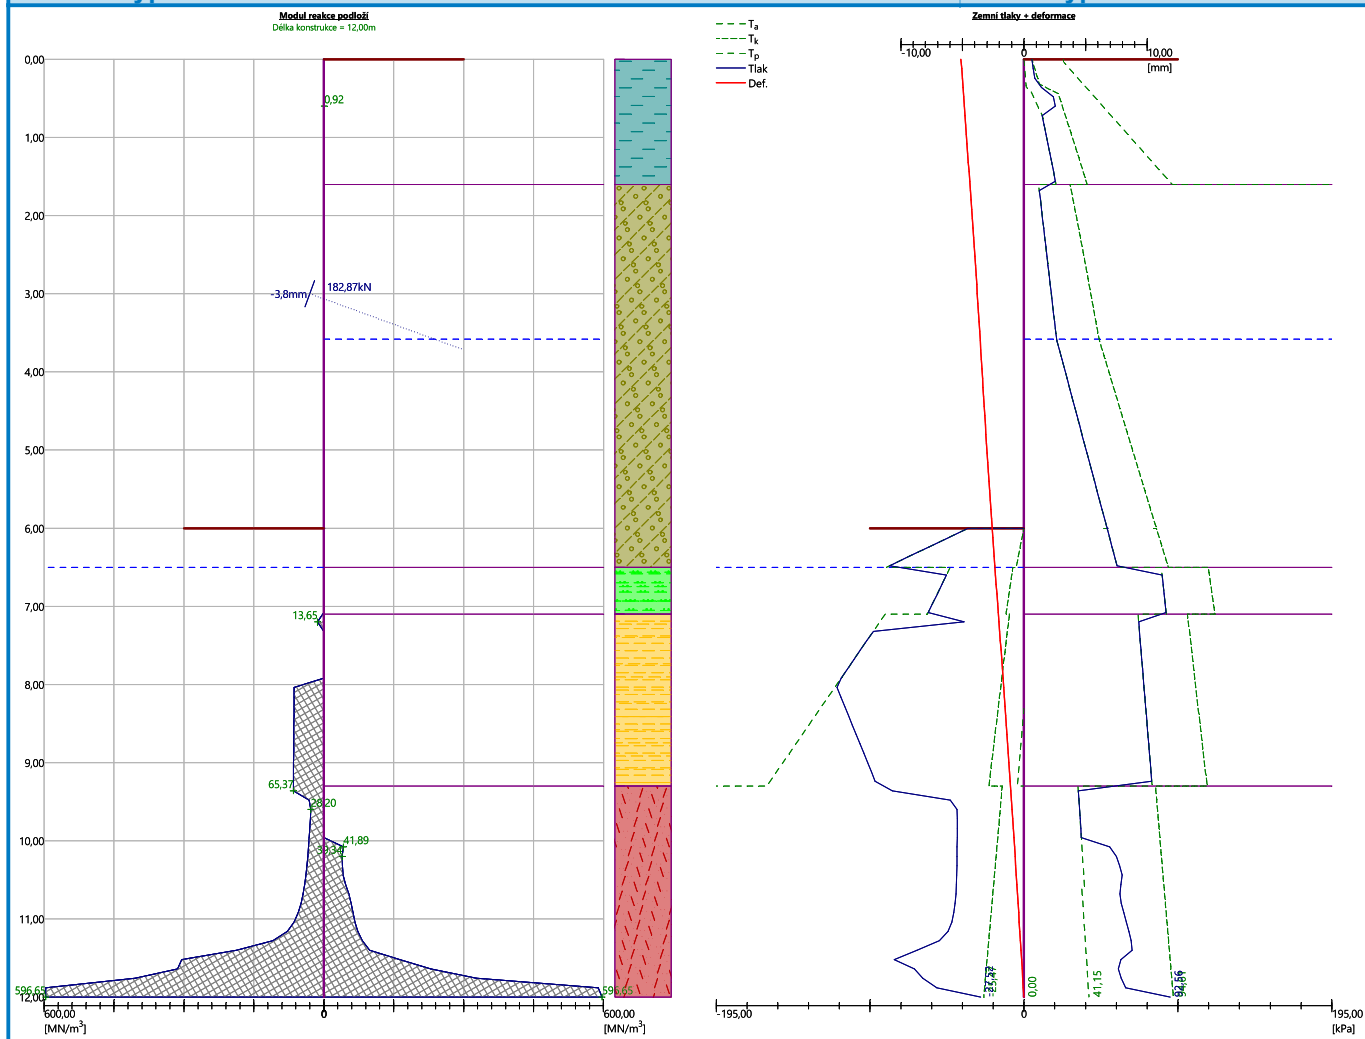 Modul reakce podloží
Délka konstrukce = 12,00m
0,00
1,00
2,00
3,00
4,00
5,00
6,00
7,00
8,00
9,00
10,00
11,00
12,00
0,92
-3,8mm
182,87kN
13,65
65,37
28,20
41,89
596,65
596,65
600,00
0
600,00
[MN/m³]
[MN/m³]
Zemní tlaky + deformace
Tₐ
Tₖ
Tₚ
Tlak
Def.
-10,00
0
10,00
[mm]
0,00
41,15
-195,00
0
195,00
[kPa]